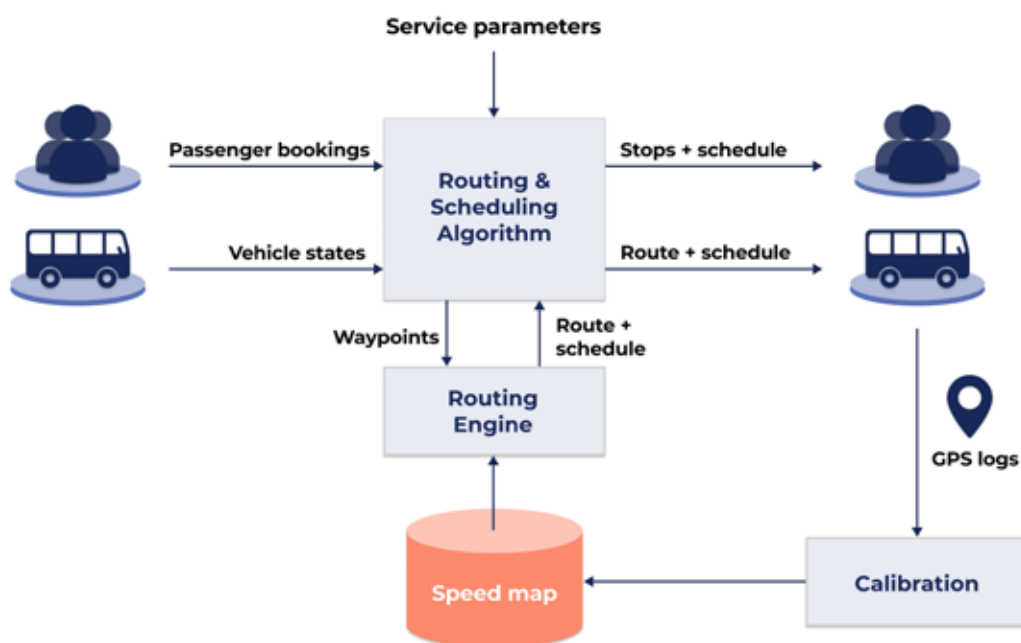 Service parameters
Passenger bookings
Routing &
Scheduling
Algorithm
Stops + schedule
Vehicle states
Route + schedule
Waypoints
Route +
schedule
Routing
Engine
GPS logs
Speed map
Calibration